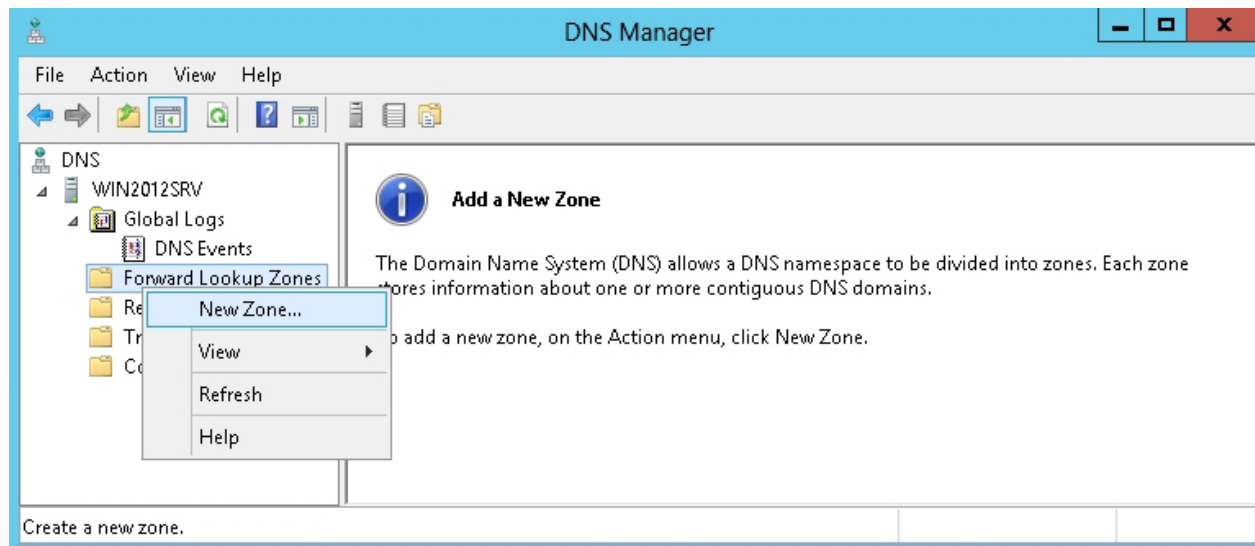 DNS Manager
File Action View Help
DNS
WIN2012SRV
Global Logs
DNS Events
Forward Lookup Zones
Re
Tr
Co
New Zone...
View
Refresh
Help
Add a New Zone
The Domain Name System (DNS) allows a DNS namespace to be divided into zones. Each zone
stores information about one or more contiguous DNS domains.
o add a new zone, on the Action menu, click New Zone.
Create a new zone.